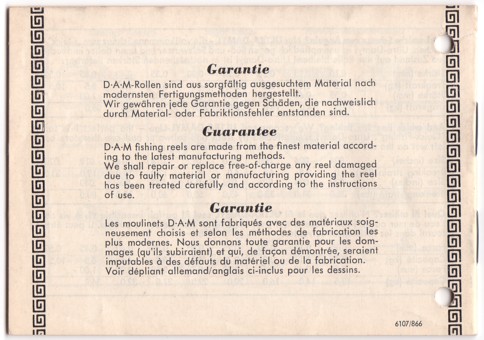 Garantie
D·A·M-Rollen sind aus sorgfältig ausgesuchtem Material nach
modernsten Fertigungsmethoden hergestellt.
Wir gewähren jede Garantie gegen Schäden, die nachweislich
durch Material- oder Fabriktionsfehler entstanden sind.
Guarantee
D·A·M fishing reels are made from the finest material accord-
ing to the latest manufacturing methods.
We shall repair or replace free-of-charge any reel damaged
due to faulty material or manufacturing providing the reel
has been treated carefully and according to the instructions
of use.
Garantie
Les moulinets D·A·M sont fabriqués avec des matériaux soig-
neusement choisis et selon les méthodes de fabrication les
plus modernes. Nous donnons toute garantie pour les dom-
mages (qu'ils subiraient) et qui, de façon démontrée, seraient
imputables à des défauts du matériel ou de la fabrication.
Voir dépliant allemand/anglais ci-inclus pour les dessins.
6107/866